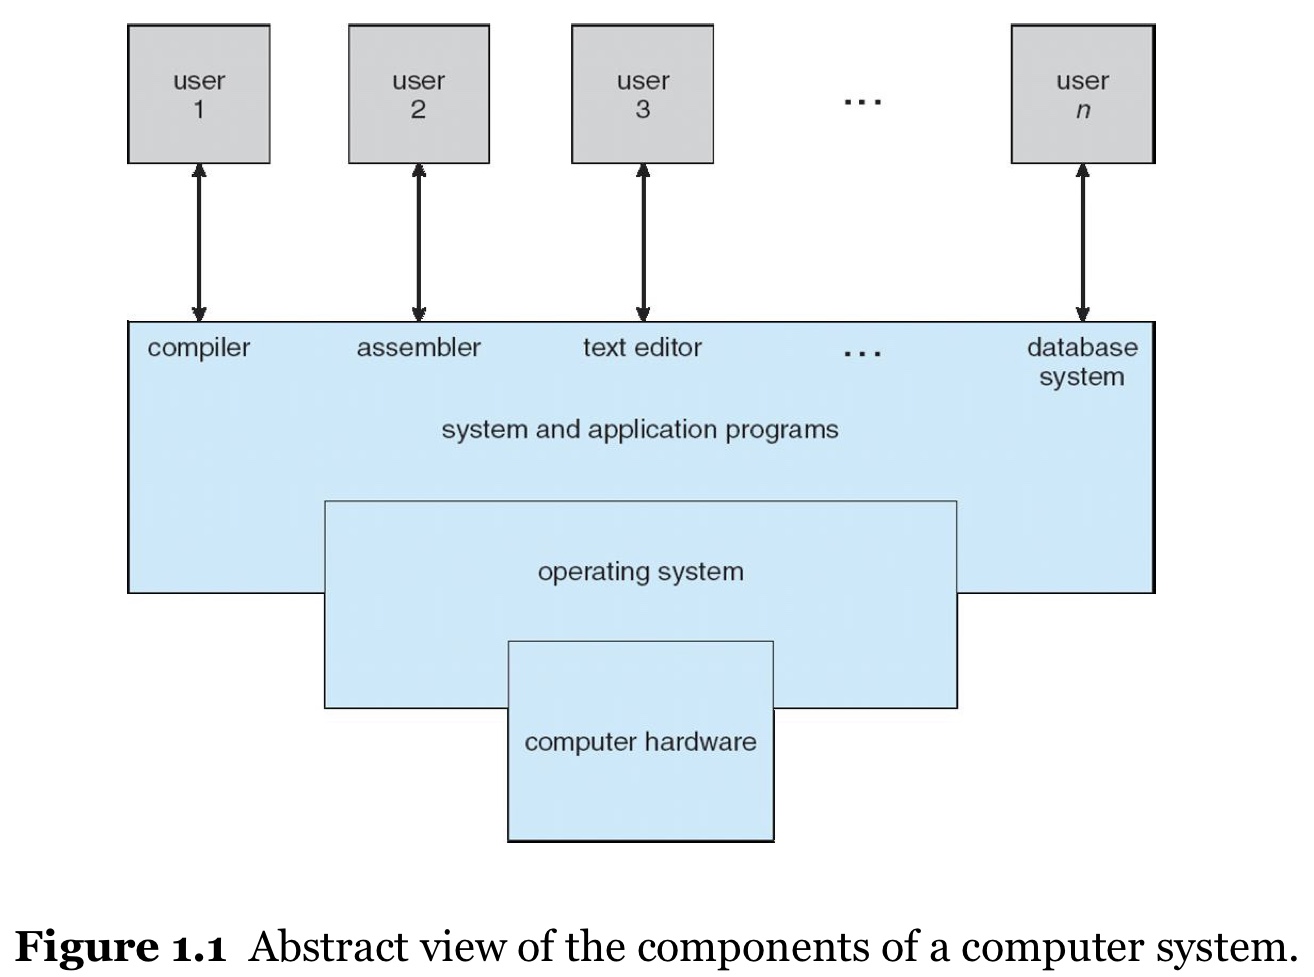 user
1
user
2
user
3
...
user
n
compiler
assembler
text editor
...
database
system
system and application programs
operating system
computer hardware
Figure 1.1 Abstract view of the components of a computer system.